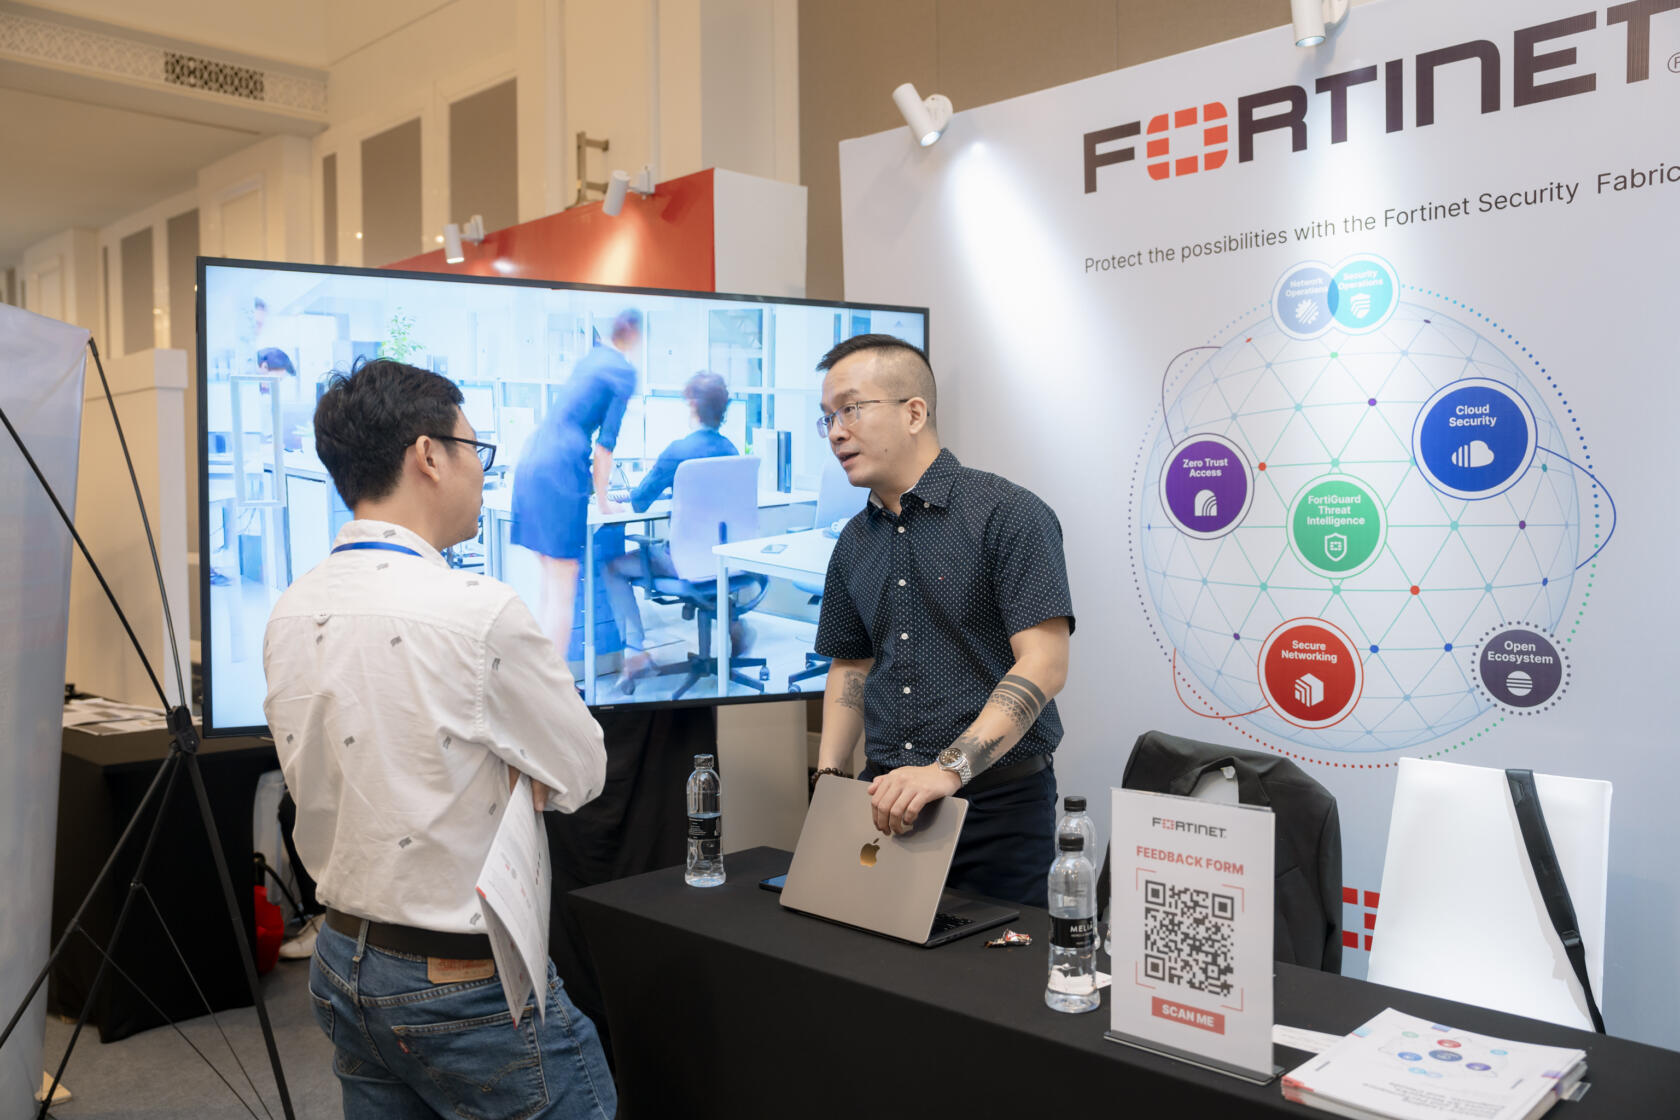 FORTINET
Protect the possibilities with the Fortinet Security Fabric
Network
Operations
Security
Operations
Cloud
Security
Zero Trust
Access
FortiGuard
Threat
Intelligence
Secure
Networking
Open
Ecosystem
FORTINET
FEEDBACK FORM
SCAN ME